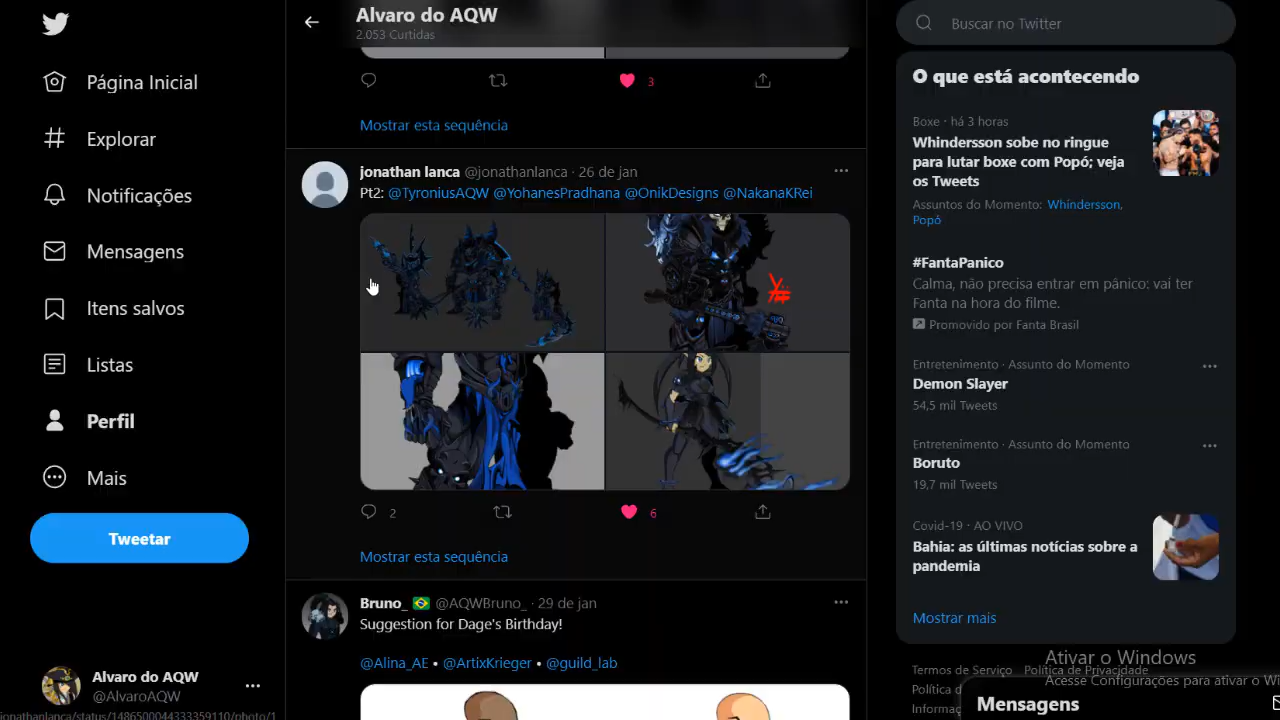 Alvaro do AQW
2.053 Curtidas
Buscar no Twitter
Página Inicial
Explorar
Notificações
Mensagens
Itens salvos
Listas
Perfil
Mais
Tweetar
Alvaro do AQW
@AlvaroAQW
3
Mostrar esta sequência
jonathan lanca @jonathanlanca · 26 de jan
Pt2: @TyroniusAQW @YohanesPradhana @OnikDesigns @NakanaKRei
2
6
Mostrar esta sequência
Bruno_ @AQWBruno_ · 29 de jan
Suggestion for Dage's Birthday!
@Alina_AE • @ArtixKrieger • @guild_lab
O que está acontecendo
Boxe · há 3 horas
Whindersson sobe no ringue
para lutar boxe com Popó; veja
os Tweets
Assuntos do Momento: Whindersson,
Popó
#FantaPanico
Calma, não precisa entrar em pânico: vai ter
Fanta na hora do filme.
Promovido por Fanta Brasil
Entretenimento · Assunto do Momento
Demon Slayer
54,5 mil Tweets
Entretenimento · Assunto do Momento
Boruto
19,7 mil Tweets
Covid-19 · AO VIVO
Bahia: as últimas notícias sobre a
pandemia
Mostrar mais
Ativar o Windows
Termos de Serviço Política de Privacidade
Acesse Configurações para ativar o Wi
Política d
Mensagens
Informaç